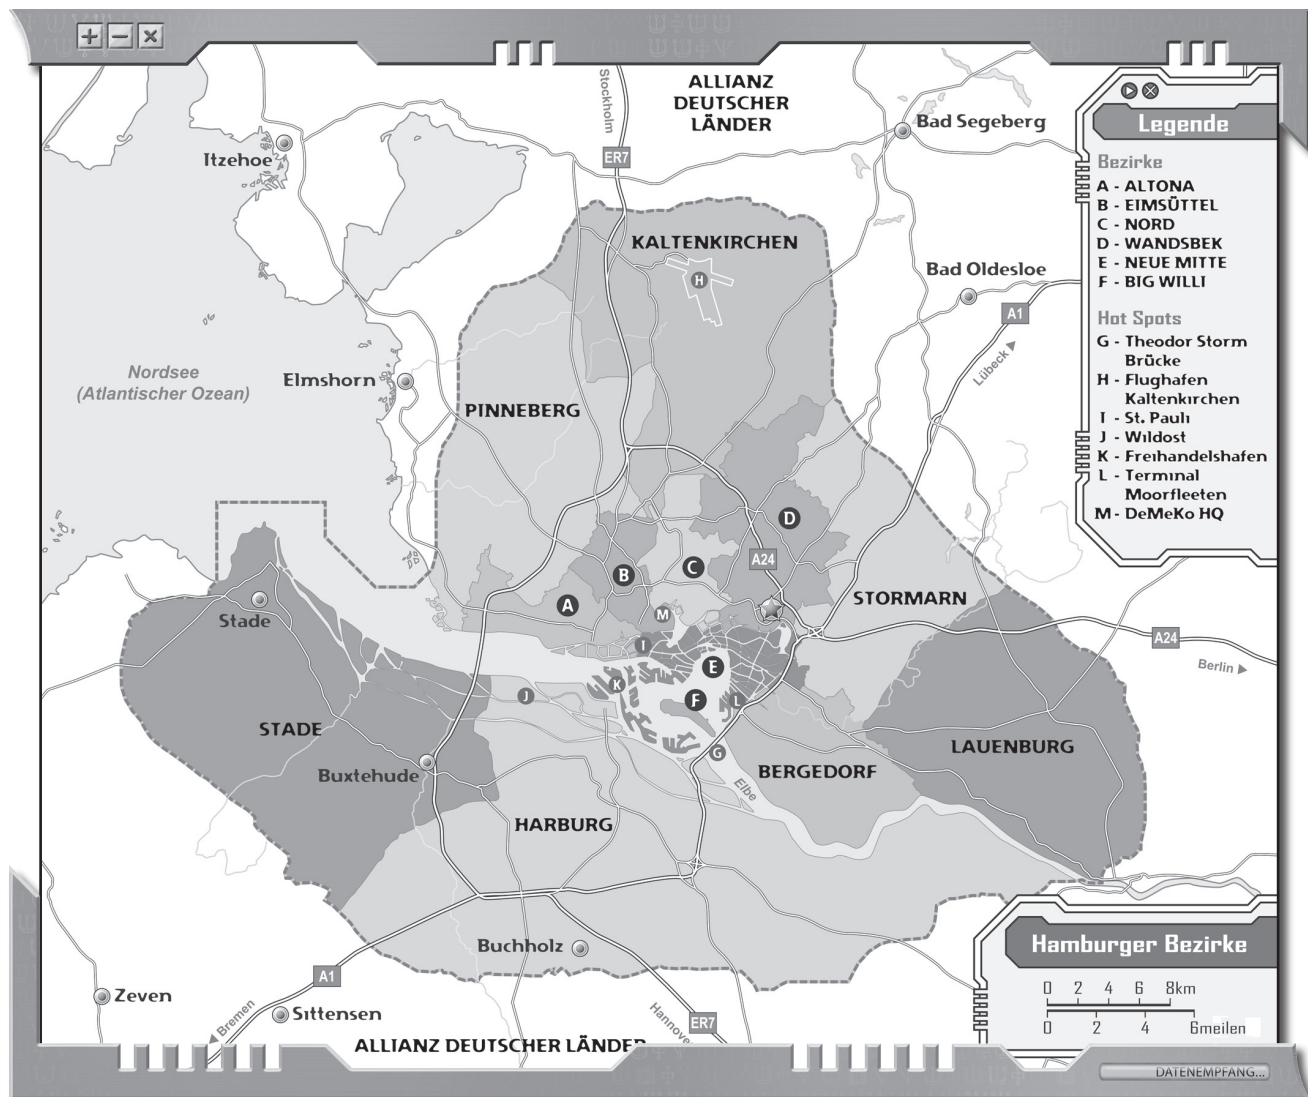 ALLIANZ
DEUTSCHER
LÄNDER
Stockholm
ER7
Bad Segeberg
Itzehoe
Legende
Bezirke
A - ALTONA
B - EIMSÜTTEL
C - NORD
D - WANDSBEK
E - NEUE MITTE
F - BIG WILLI
Hot Spots
G - Theodor Storm
Brücke
H - Flughafen
Kaltenkirchen
I - St. Pauli
J - Wildost
K - Freihandelshafen
L - Terminal
Moorfleeten
M - DeMeKo HQ
KALTENKIRCHEN
H
Bad Oldesloe
A1
Lübeck
Nordsee
(Atlantischer Ozean)
Elmshorn
PINNEBERG
D
A24
B
C
A
M
STORMARN
Stade
I
E
A24
Berlin
K
J
F
L
STADE
G
LAUENBURG
Buxtehude
BERGEDORF
Elbe
HARBURG
Buchholz
Hamburger Bezirke
A1
0 2 4 6 8km
0 2 4 6meilen
Zeven
Sittensen
Bremen
Hannove
ER7
ALLIANZ DEUTSCHER LÄNDER
DATENEMPFANG...